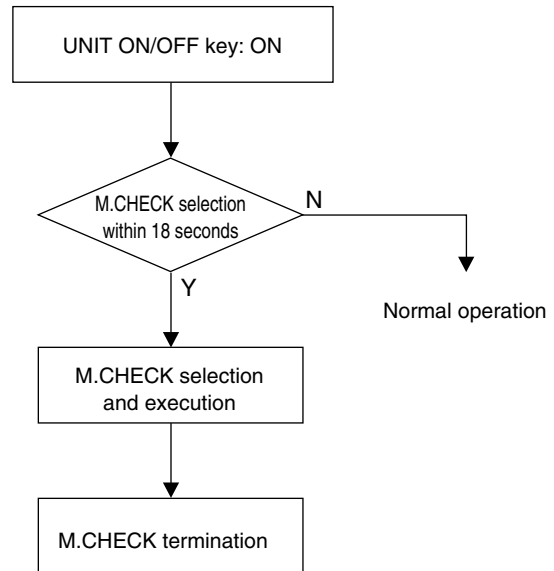 UNIT ON/OFF key: ON
M.CHECK selection
within 18 seconds
N
Y
Normal operation
M.CHECK selection
and execution
M.CHECK termination